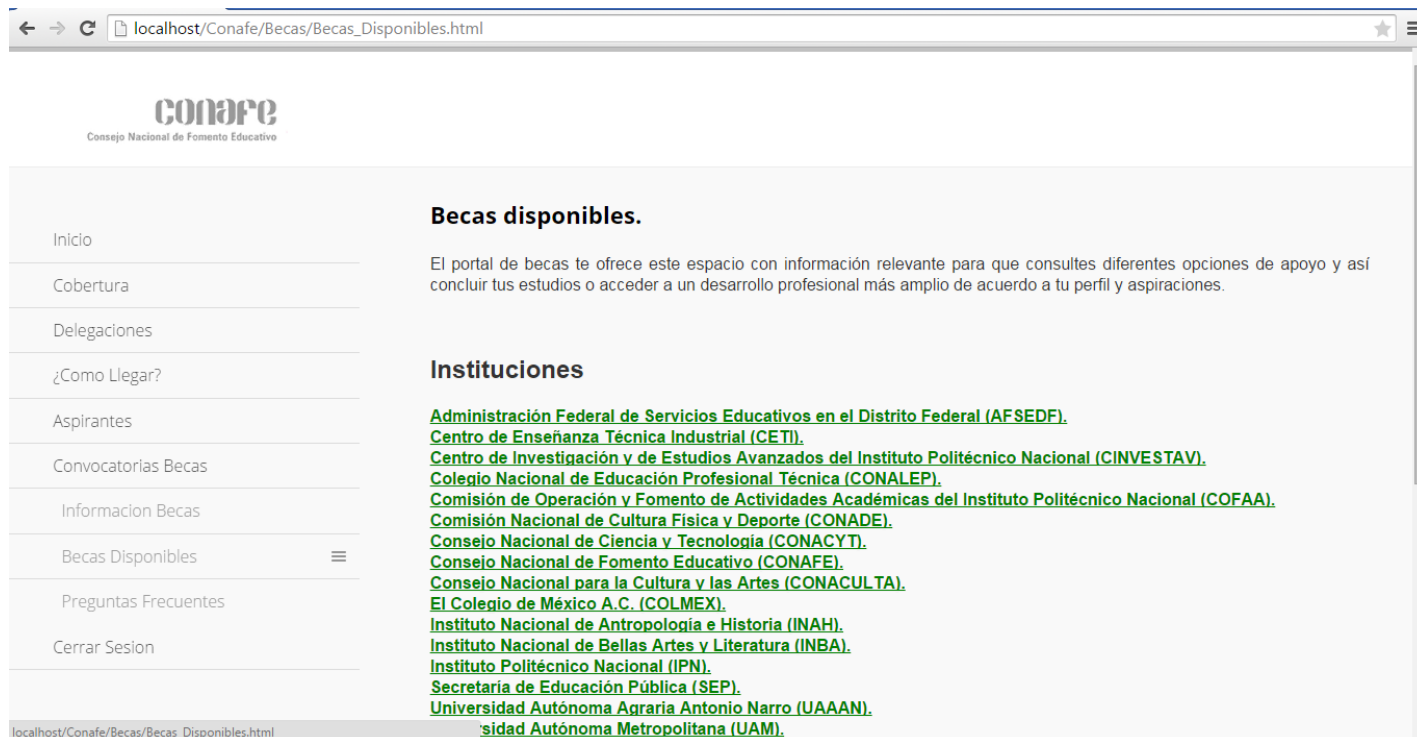 localhost/Conafe/Becas/Becas_Disponibles.html
conafe
Consejo Nacional de Fomento Educativo
Inicio
Cobertura
Delegaciones
¿Como Llegar?
Aspirantes
Convocatorias Becas
Informacion Becas
Becas Disponibles
Preguntas Frecuentes
Cerrar Sesion
Becas disponibles.
El portal de becas te ofrece este espacio con información relevante para que consultes diferentes opciones de apoyo y así
concluir tus estudios o acceder a un desarrollo profesional más amplio de acuerdo a tu perfil y aspiraciones.
Instituciones
Administración Federal de Servicios Educativos en el Distrito Federal (AFSEDF).
Centro de Enseñanza Técnica Industrial (CETI).
Centro de Investigación y de Estudios Avanzados del Instituto Politécnico Nacional (CINVESTAV).
Colegio Nacional de Educación Profesional Técnica (CONALEP).
Comisión de Operación y Fomento de Actividades Académicas del Instituto Politécnico Nacional (COFAA).
Comisión Nacional de Cultura Física y Deporte (CONADE).
Consejo Nacional de Ciencia y Tecnología (CONACYT).
Consejo Nacional de Fomento Educativo (CONAFE).
Consejo Nacional para la Cultura y las Artes (CONACULTA).
El Colegio de México A.C. (COLMEX).
Instituto Nacional de Antropología e Historia (INAH).
Instituto Nacional de Bellas Artes y Literatura (INBA).
Instituto Politécnico Nacional (IPN).
Secretaría de Educación Pública (SEP).
Universidad Autónoma Agraria Antonio Narro (UAAAN).
rsidad Autónoma Metropolitana (UAM).
localhost/Conafe/Becas/Becas_Disponibles.html